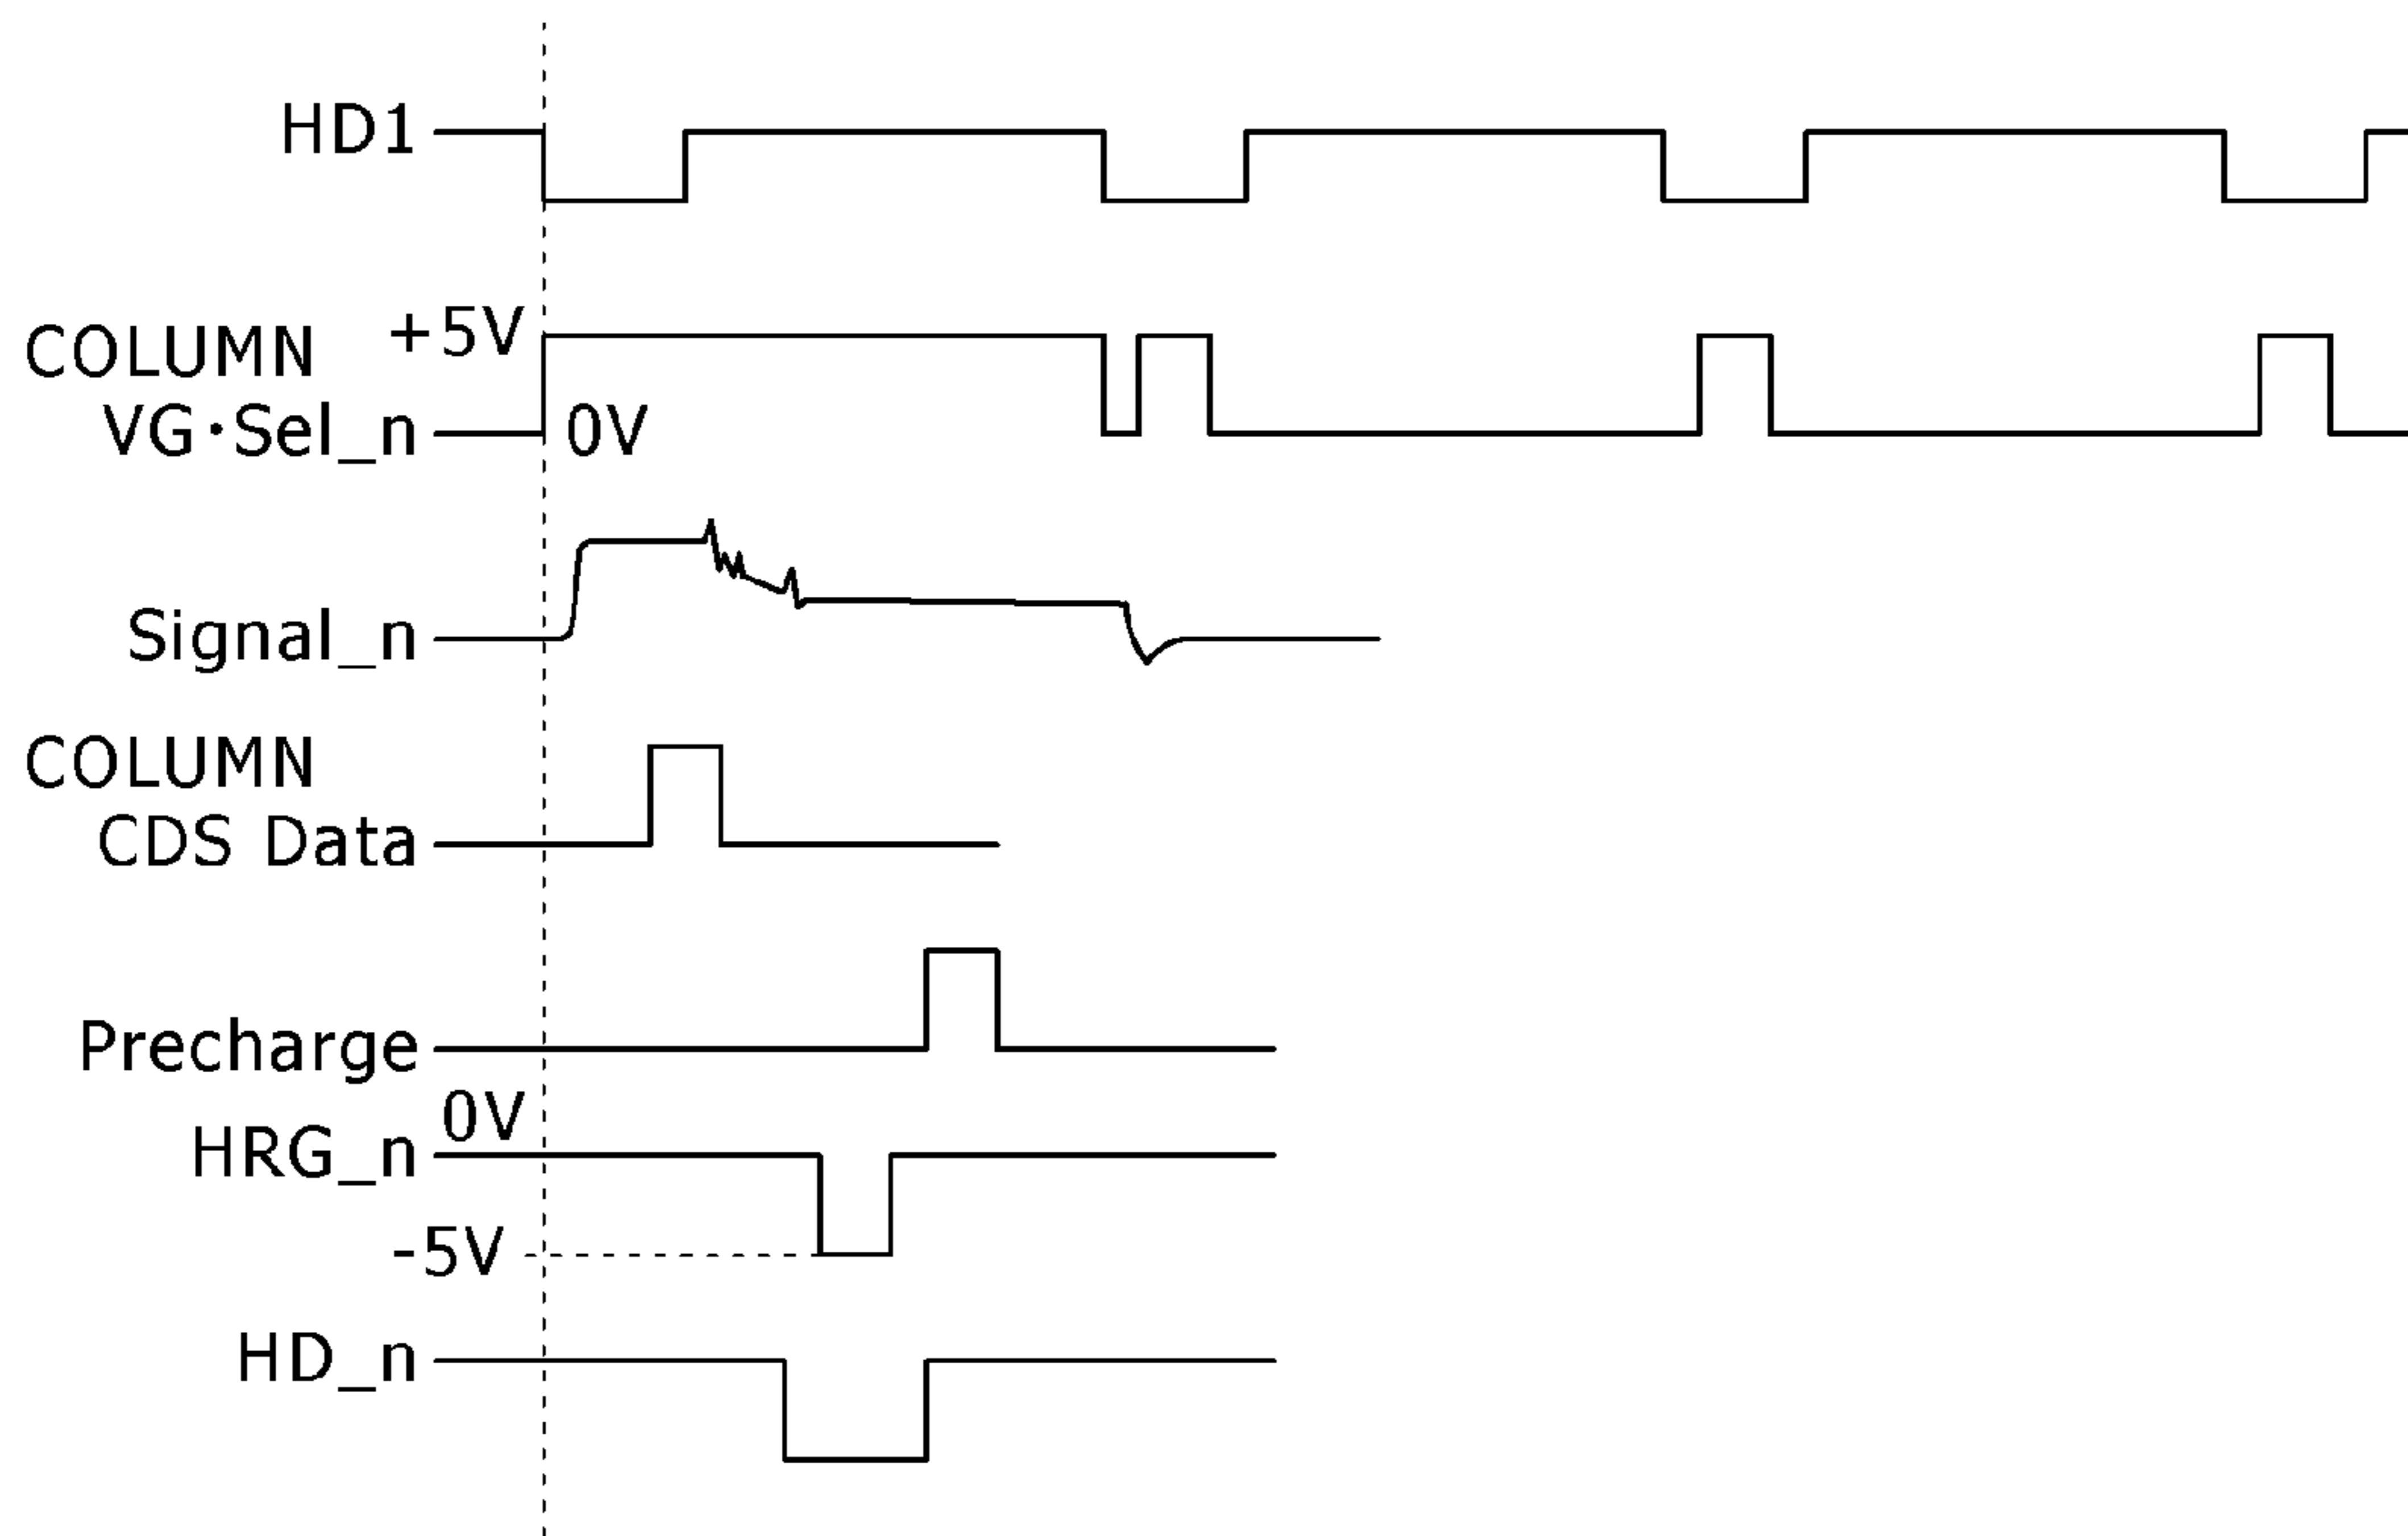 HD1
+5V
COLUMN
VG·Sel_n
0V
Signal_n
COLUMN
CDS Data
Precharge
0V
HRG_n
-5V
HD_n